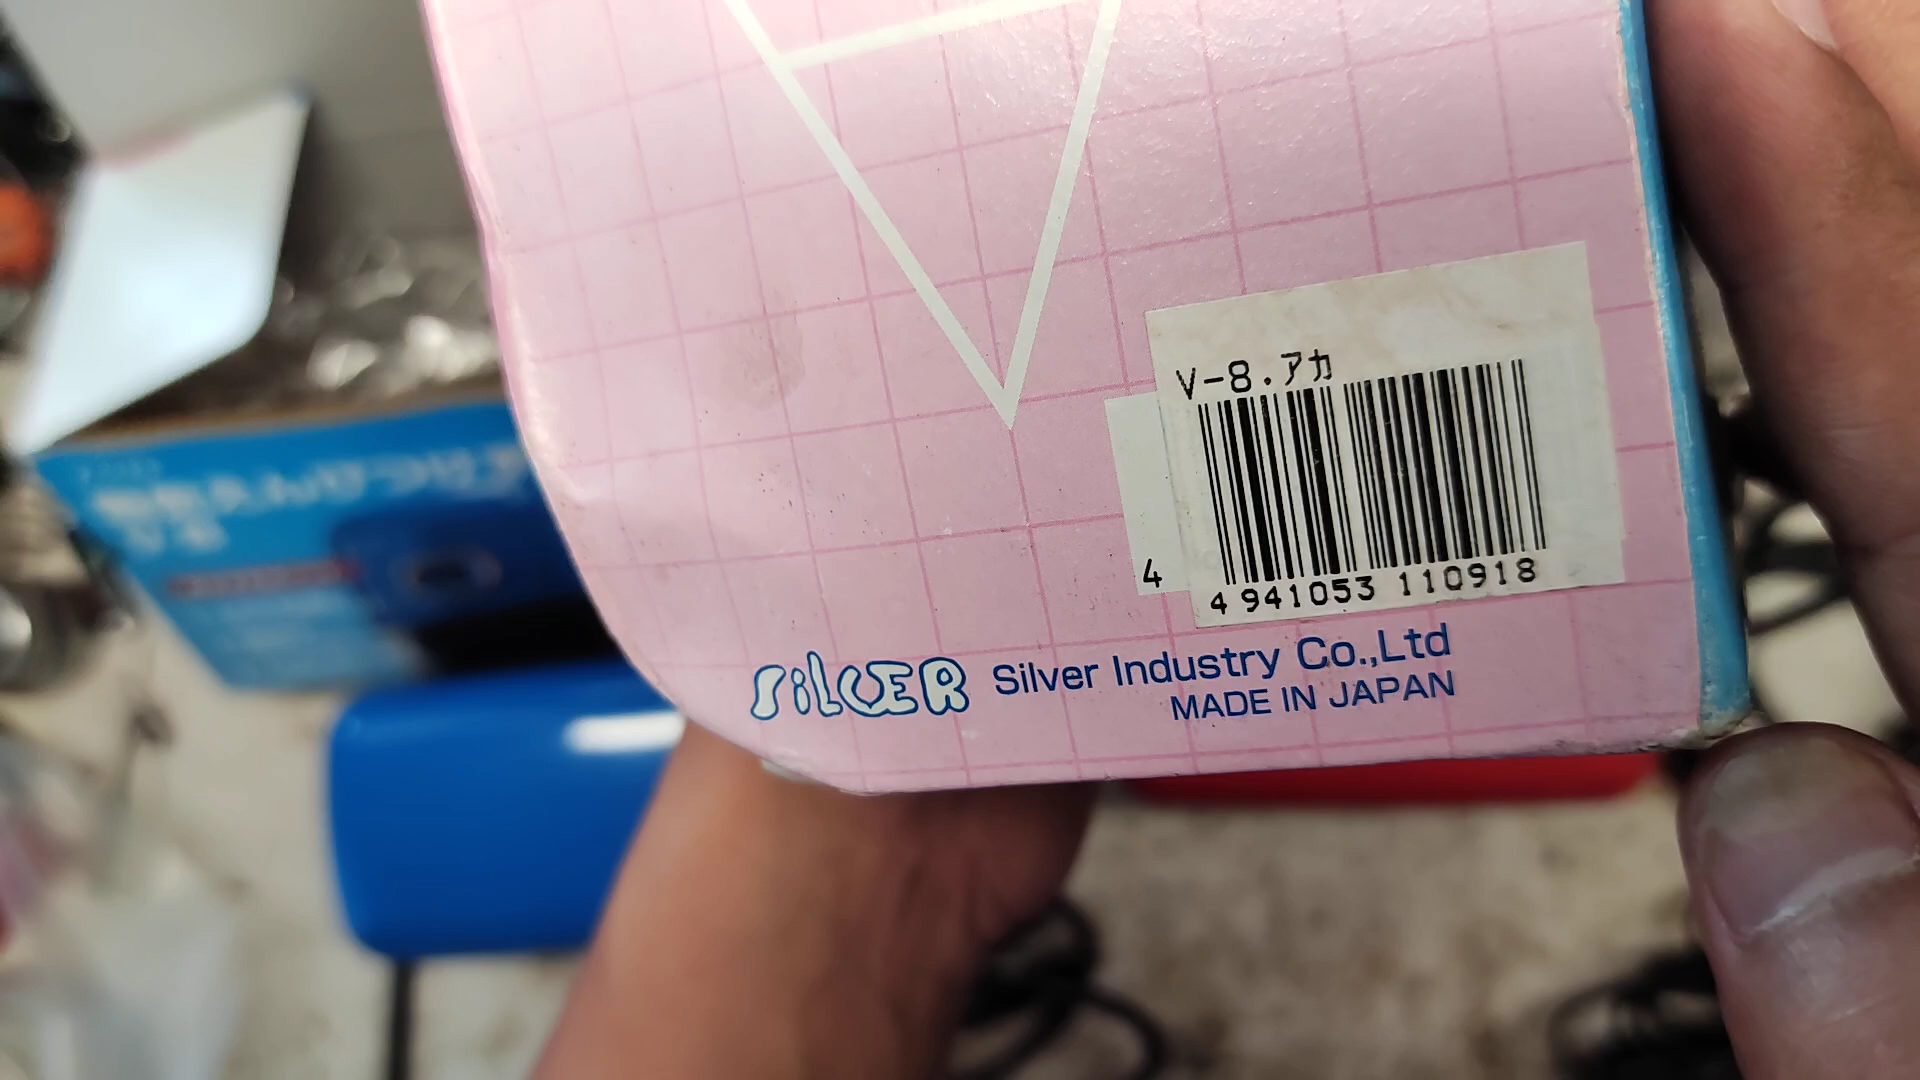 V-8.アカ
4
4 941053 110918
SilVER Silver Industry Co.,Ltd
MADE IN JAPAN